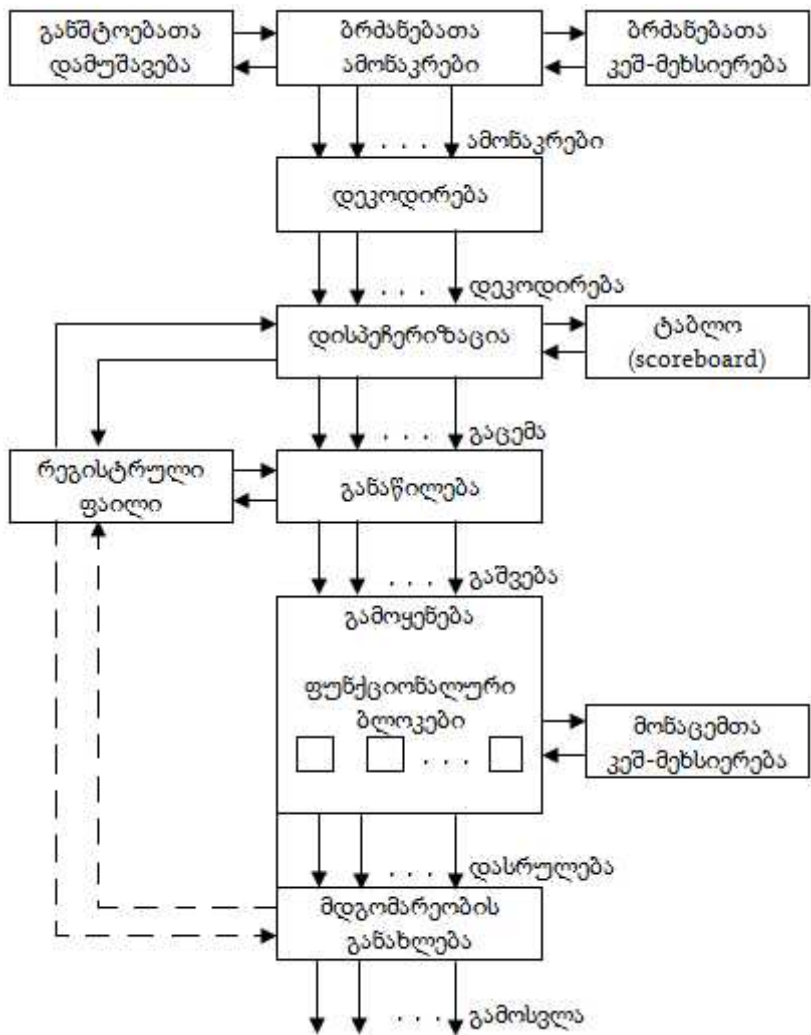 განშტოებათა
დამუშავება
ბრძანებათა
ამონაკრები
ბრძანებათა
კეშ-მეხსიერება
. . . ამონაკრები
დეკოდირება
. . . დეკოდირება
დისპეჩერიზაცია
ტაბლო
(scoreboard)
. . . გაცემა
რეგისტრული
ფაილი
განაწილება
. . . გაშვება
გამოყენება
ფუნქციონალური
ბლოკები
. . .
მონაცემთა
კეშ-მეხსიერება
. . . დასრულება
მდგომარეობის
განახლება
. . . გამოსვლა